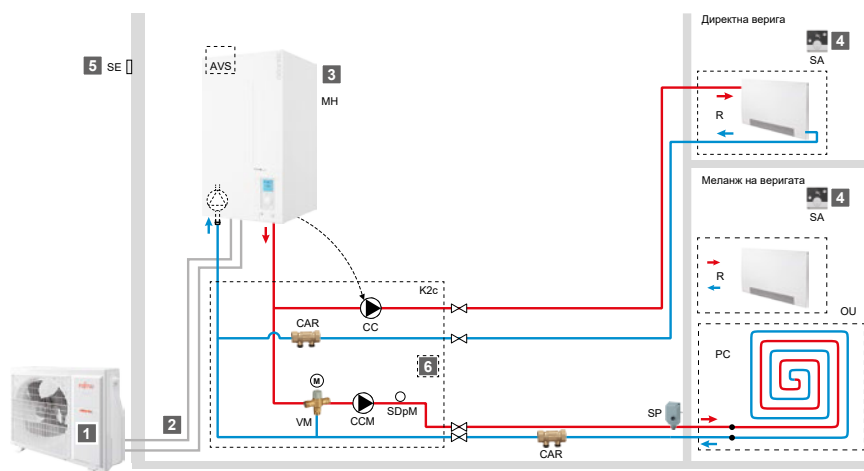 Директна верига
4
SA
5 SE
AVS
3
MH
R
Меланж на веригата
4
SA
R
K2c
CC
CAR
OU
6
PC
M
SP
1
2
VM
CCM
SDpM
CAR
FUJITSU